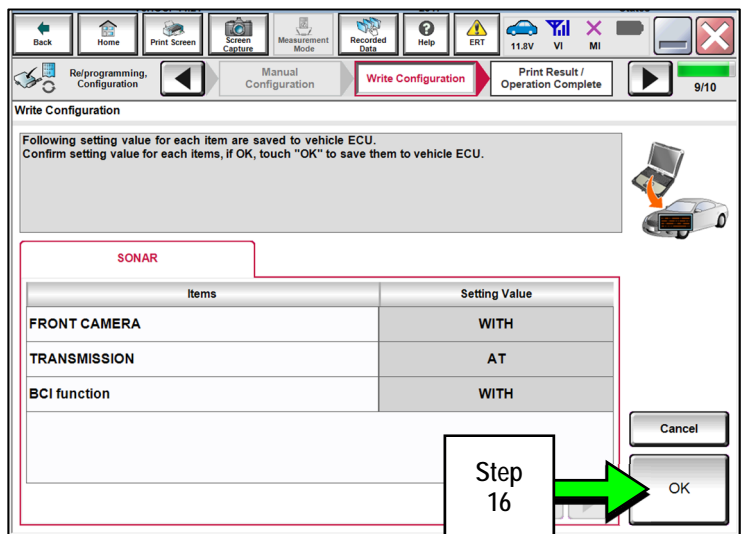 Back
Home
Print Screen
Screen
Capture
Measurement
Mode
Recorded
Data
Help
ERT
11.8V
VI
MI
Re/programming,
Configuration
Manual
Configuration
Write Configuration
Print Result /
Operation Complete
9/10
Write Configuration
Following setting value for each item are saved to vehicle ECU.
Confirm setting value for each items, if OK, touch "OK" to save them to vehicle ECU.
SONAR
Items
Setting Value
FRONT CAMERA
WITH
TRANSMISSION
AT
BCI function
WITH
Cancel
Step
16
OK